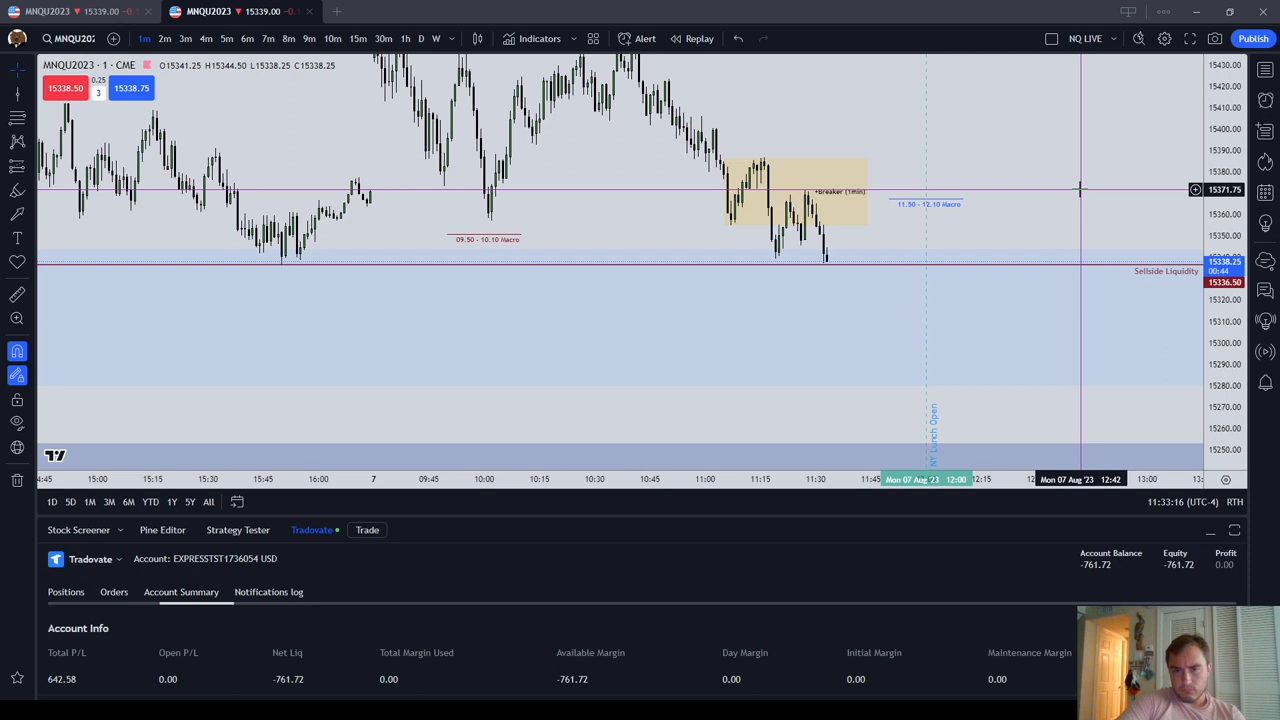 MNQU2023 ▼ 15339.00 −0.1
MNQU2023 ▼ 15339.00 −0.1
MNQU202
1m 2m 3m 4m 5m 6m 7m 8m 9m 10m 15m 30m 1h D W
Indicators
Alert
Replay
NQ LIVE
Publish
MNQU2023 · 1 · CME O15341.25 H15344.50 L15338.25 C15338.25
15338.50
0.25
3
15338.75
15430.00
15420.00
15410.00
15400.00
15390.00
15380.00
15371.75
15360.00
15350.00
15338.25
00:44
15336.50
15320.00
15310.00
15300.00
15290.00
15280.00
15270.00
15260.00
15250.00
+Breaker (1min)
11.50 - 12.10 Macro
09.50 - 10.10 Macro
Sellside Liquidity
NY Lunch Open
:45 15:00 15:15 15:30 15:45 16:00 7 09:45 10:00 10:15 10:30 10:45 11:00 11:15 11:30 11:45 Mon 07 Aug '23 12:00 12:15 Mon 07 Aug '23 12:42 13:00
1D 5D 1M 3M 6M YTD 1Y 5Y All
11:33:16 (UTC-4) RTH
Stock Screener Pine Editor Strategy Tester Tradovate Trade
Tradovate Account: EXPRESSTST1736054 USD
Account Balance Equity Profit
-761.72 -761.72 0.00
Positions Orders Account Summary Notifications log
Account Info
Total P/L Open P/L Net Liq Total Margin Used Available Margin Day Margin Initial Margin Maintenance Margin
642.58 0.00 -761.72 0.00 -761.72 0.00 0.00 0.00